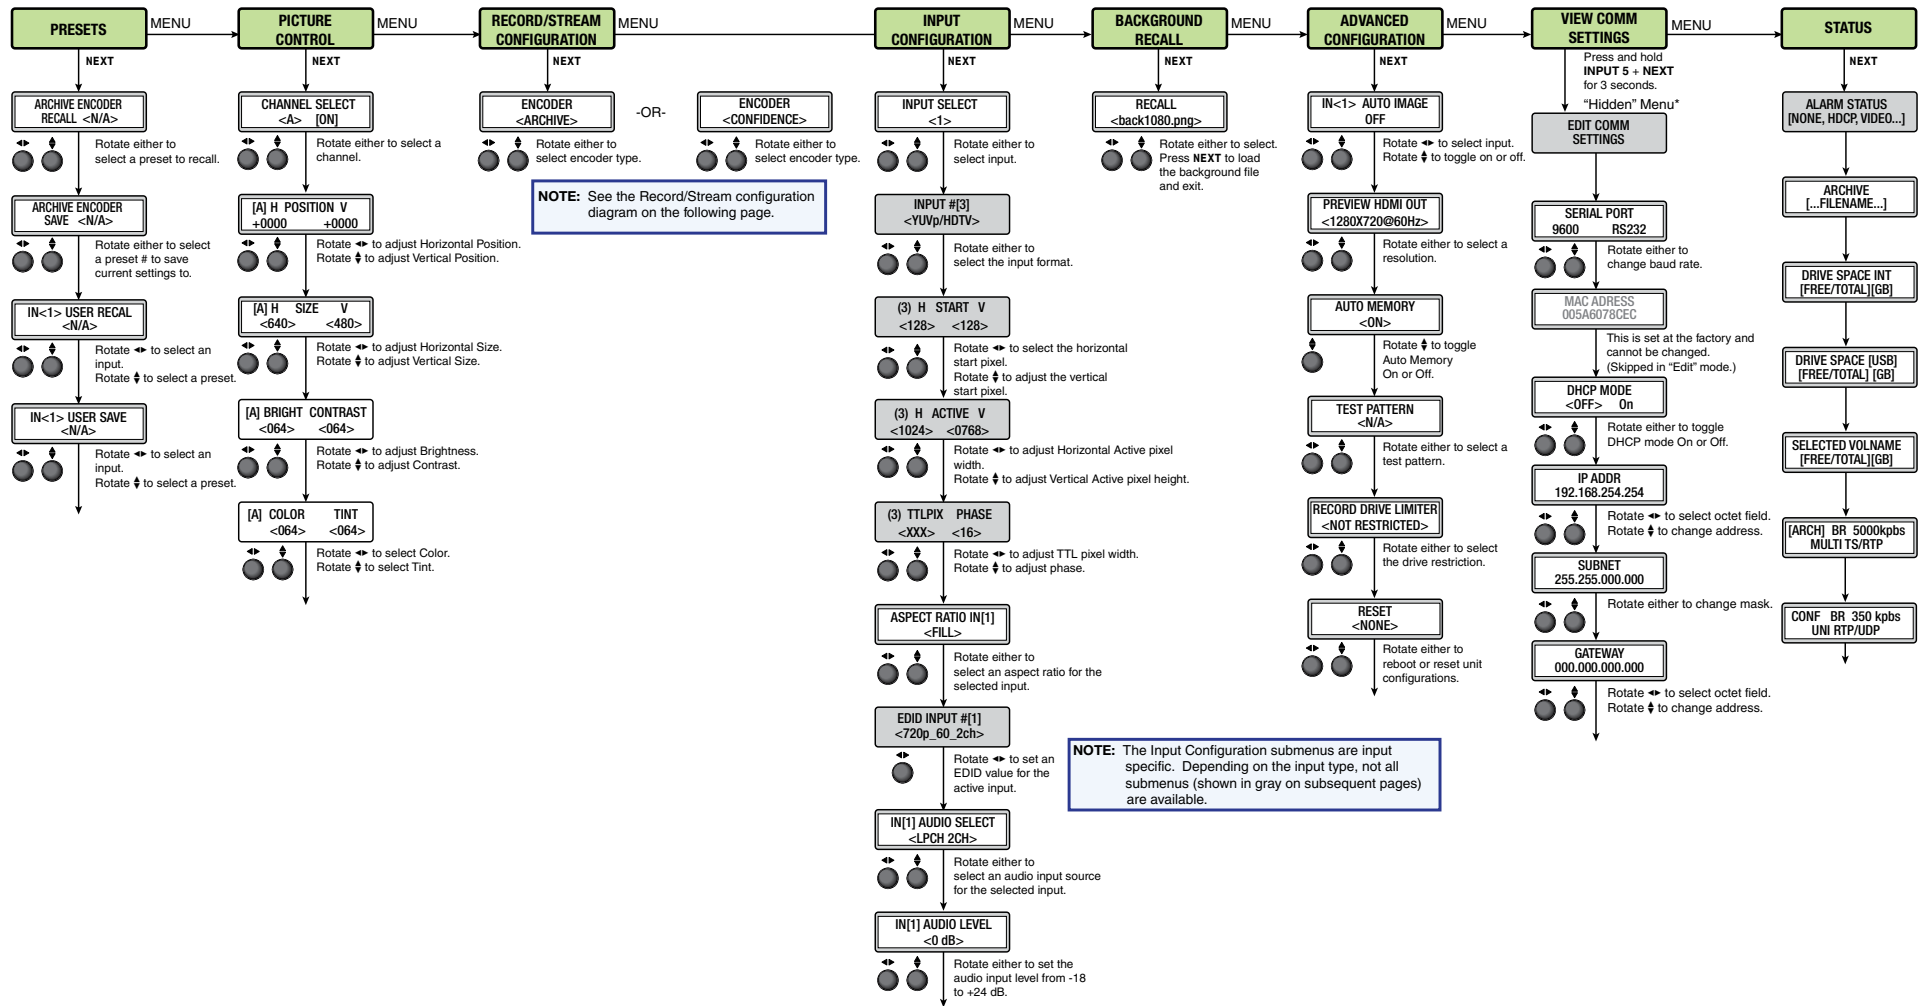 PRESETS
MENU
PICTURE
CONTROL
MENU
RECORD/STREAM
CONFIGURATION
MENU
INPUT
CONFIGURATION
MENU
BACKGROUND
RECALL
MENU
ADVANCED
CONFIGURATION
MENU
VIEW COMM
SETTINGS
MENU
STATUS
NEXT
ARCHIVE ENCODER
RECALL <N/A>
Rotate either to
select a preset to recall.
ARCHIVE ENCODER
SAVE <N/A>
Rotate either to select
a preset # to save
current settings to.
IN<1> USER RECAL
<N/A>
Rotate ◄► to select an
input.
Rotate ▲▼ to select a preset.
IN<1> USER SAVE
<N/A>
Rotate ◄► to select an
input.
Rotate ▲▼ to select a preset.
NEXT
CHANNEL SELECT
<A> [ON]
Rotate either to select a
channel.
[A] H POSITION V
+0000 +0000
Rotate ◄► to adjust Horizontal Position.
Rotate ▲▼ to adjust Vertical Position.
[A] H SIZE V
<640> <480>
Rotate ◄► to adjust Horizontal Size.
Rotate ▲▼ to adjust Vertical Size.
[A] BRIGHT CONTRAST
<064> <064>
Rotate ◄► to adjust Brightness.
Rotate ▲▼ to adjust Contrast.
[A] COLOR TINT
<064> <064>
Rotate ◄► to select Color.
Rotate ▲▼ to select Tint.
NEXT
ENCODER
<ARCHIVE>
Rotate either to
select encoder type.
-OR-
ENCODER
<CONFIDENCE>
Rotate either to
select encoder type.
NOTE: See the Record/Stream configuration
diagram on the following page.
NEXT
INPUT SELECT
<1>
Rotate either to
select input.
INPUT #[3]
<YUVp/HDTV>
Rotate either to
select the input format.
(3) H START V
<128> <128>
Rotate ◄► to select the horizontal
start pixel.
Rotate ▲▼ to adjust the vertical
start pixel.
(3) H ACTIVE V
<1024> <0768>
Rotate ◄► to adjust Horizontal Active pixel
width.
Rotate ▲▼ to adjust Vertical Active pixel height.
(3) TTLPIX PHASE
<XXX> <16>
Rotate ◄► to adjust TTL pixel width.
Rotate ▲▼ to adjust phase.
ASPECT RATIO IN[1]
<FILL>
Rotate either to
select an aspect ratio for the
selected input.
EDID INPUT #[1]
<720p_60_2ch>
Rotate ◄► to set an
EDID value for the
active input.
IN[1] AUDIO SELECT
<LPCH 2CH>
Rotate either to
select an audio input source
for the selected input.
IN[1] AUDIO LEVEL
<0 dB>
Rotate either to set the
audio input level from -18
to +24 dB.
NEXT
RECALL
<back1080.png>
Rotate either to select.
Press NEXT to load
the background file
and exit.
NOTE: The Input Configuration submenus are input
specific. Depending on the input type, not all
submenus (shown in gray on subsequent pages)
are available.
NEXT
IN<1> AUTO IMAGE
OFF
Rotate ◄► to select input.
Rotate ▲▼ to toggle on or off.
PREVIEW HDMI OUT
<1280X720@60Hz>
Rotate either to select a
resolution.
AUTO MEMORY
<ON>
Rotate ▲▼ to toggle
Auto Memory
On or Off.
TEST PATTERN
<N/A>
Rotate either to select a
test pattern.
RECORD DRIVE LIMITER
<NOT RESTRICTED>
Rotate either to select
the drive restriction.
RESET
<NONE>
Rotate either to
reboot or reset unit
configurations.
Press and hold
INPUT 5 + NEXT
for 3 seconds.
“Hidden” Menu*
EDIT COMM
SETTINGS
SERIAL PORT
9600 RS232
Rotate either to
change baud rate.
MAC ADRESS
005A6078CEC
This is set at the factory and
cannot be changed.
(Skipped in “Edit” mode.)
DHCP MODE
<OFF> On
Rotate either to toggle
DHCP mode On or Off.
IP ADDR
192.168.254.254
Rotate ◄► to select octet field.
Rotate ▲▼ to change address.
SUBNET
255.255.000.000
Rotate either to change mask.
GATEWAY
000.000.000.000
Rotate ◄► to select octet field.
Rotate ▲▼ to change address.
NEXT
ALARM STATUS
[NONE, HDCP, VIDEO...]
ARCHIVE
[...FILENAME...]
DRIVE SPACE INT
[FREE/TOTAL][GB]
DRIVE SPACE [USB]
[FREE/TOTAL] [GB]
SELECTED VOLNAME
[FREE/TOTAL][GB]
[ARCH] BR 5000kpbs
MULTI TS/RTP
CONF BR 350 kpbs
UNI RTP/UDP